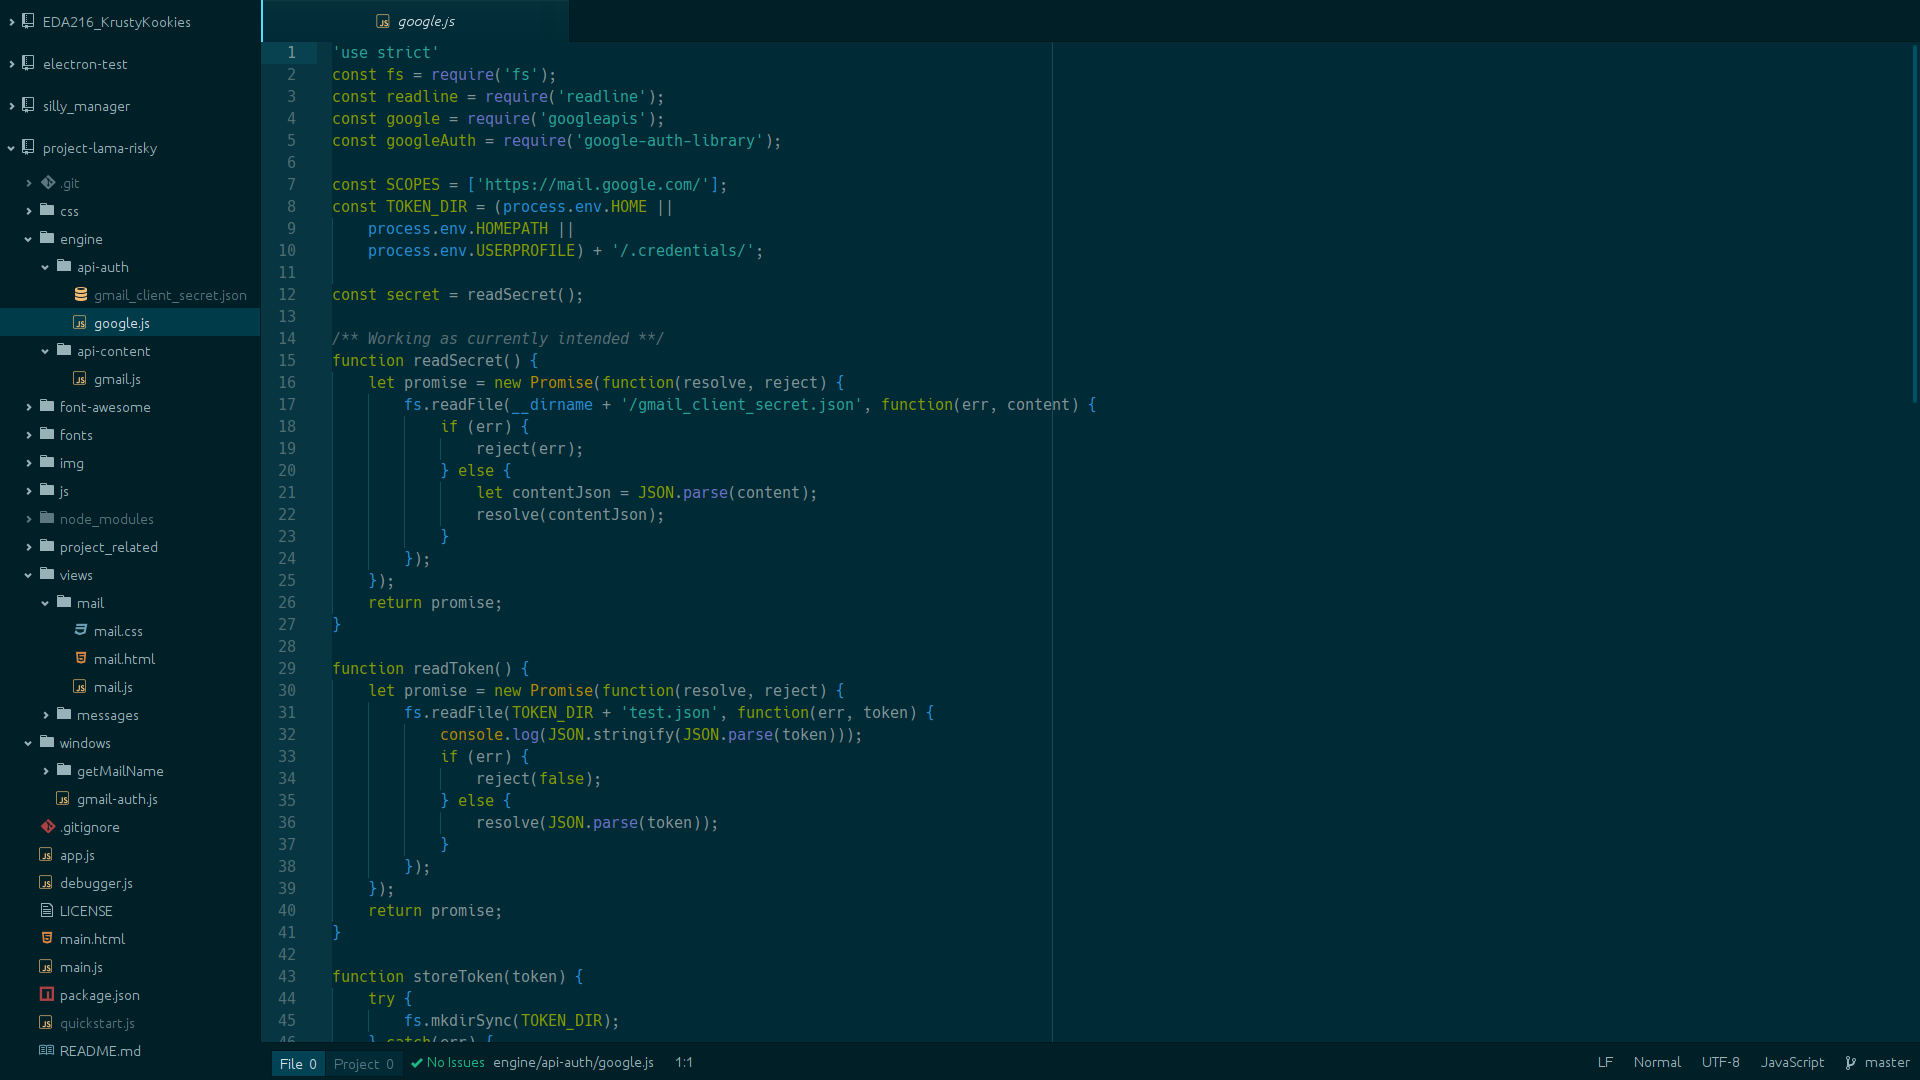 EDA216_KrustyKookies
electron-test
silly_manager
project-lama-risky
.git
css
engine
api-auth
gmail_client_secret.json
google.js
api-content
gmail.js
font-awesome
fonts
img
js
node_modules
project_related
views
mail
mail.css
mail.html
mail.js
messages
windows
getMailName
gmail-auth.js
.gitignore
app.js
debugger.js
LICENSE
main.html
main.js
package.json
quickstart.js
README.md
google.js
1 'use strict'
2 const fs = require('fs');
3 const readline = require('readline');
4 const google = require('googleapis');
5 const googleAuth = require('google-auth-library');
6
7 const SCOPES = ['https://mail.google.com/'];
8 const TOKEN_DIR = (process.env.HOME ||
9     process.env.HOMEPATH ||
10     process.env.USERPROFILE) + '/.credentials/';
11
12 const secret = readSecret();
13
14 /** Working as currently intended **/
15 function readSecret() {
16     let promise = new Promise(function(resolve, reject) {
17         fs.readFile(__dirname + '/gmail_client_secret.json', function(err, content) {
18             if (err) {
19                 reject(err);
20             } else {
21                 let contentJson = JSON.parse(content);
22                 resolve(contentJson);
23             }
24         });
25     });
26     return promise;
27 }
28
29 function readToken() {
30     let promise = new Promise(function(resolve, reject) {
31         fs.readFile(TOKEN_DIR + 'test.json', function(err, token) {
32             console.log(JSON.stringify(JSON.parse(token)));
33             if (err) {
34                 reject(false);
35             } else {
36                 resolve(JSON.parse(token));
37             }
38         });
39     });
40     return promise;
41 }
42
43 function storeToken(token) {
44     try {
45         fs.mkdirSync(TOKEN_DIR);
46     } catch(err) {
File 0 Project 0 No Issues engine/api-auth/google.js 1:1 LF Normal UTF-8 JavaScript master